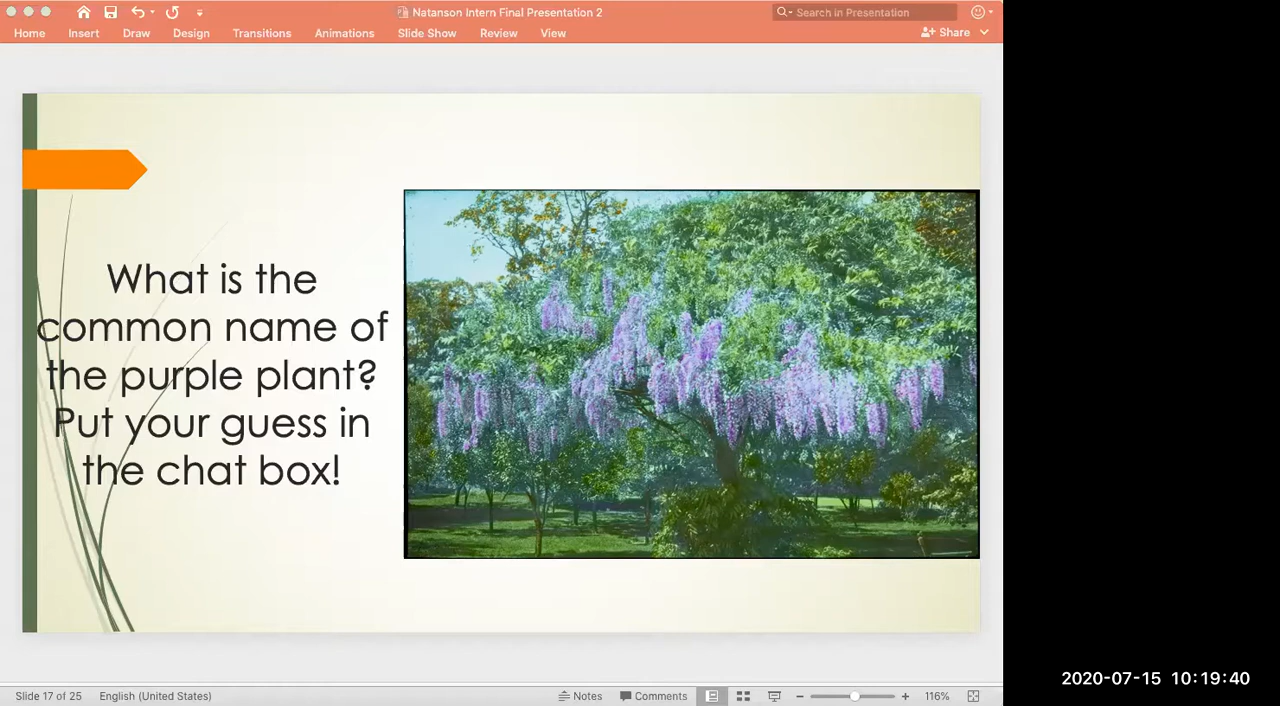 Natanson Intern Final Presentation 2
Search in Presentation
Home Insert Draw Design Transitions Animations Slide Show Review View Share
What is the
common name of
the purple plant?
Put your guess in
the chat box!
2020-07-15 10:19:40
Slide 17 of 25 English (United States) Notes Comments 116%